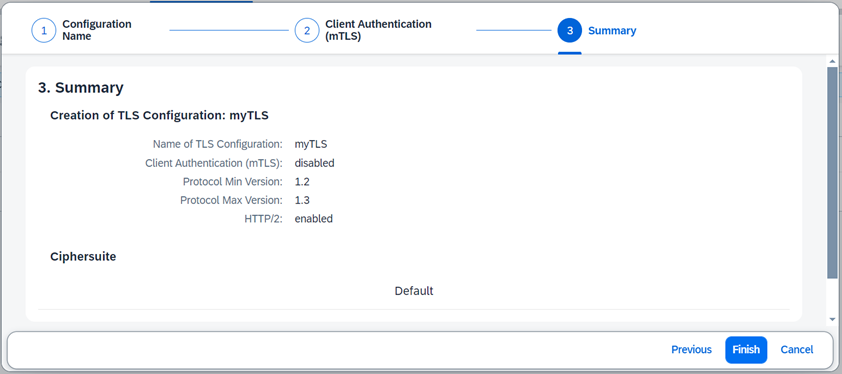 1
Configuration
Name
2
Client Authentication
(mTLS)
3
Summary
3. Summary
Creation of TLS Configuration: myTLS
Name of TLS Configuration: myTLS
Client Authentication (mTLS): disabled
Protocol Min Version: 1.2
Protocol Max Version: 1.3
HTTP/2: enabled
Ciphersuite
Default
Previous Finish Cancel